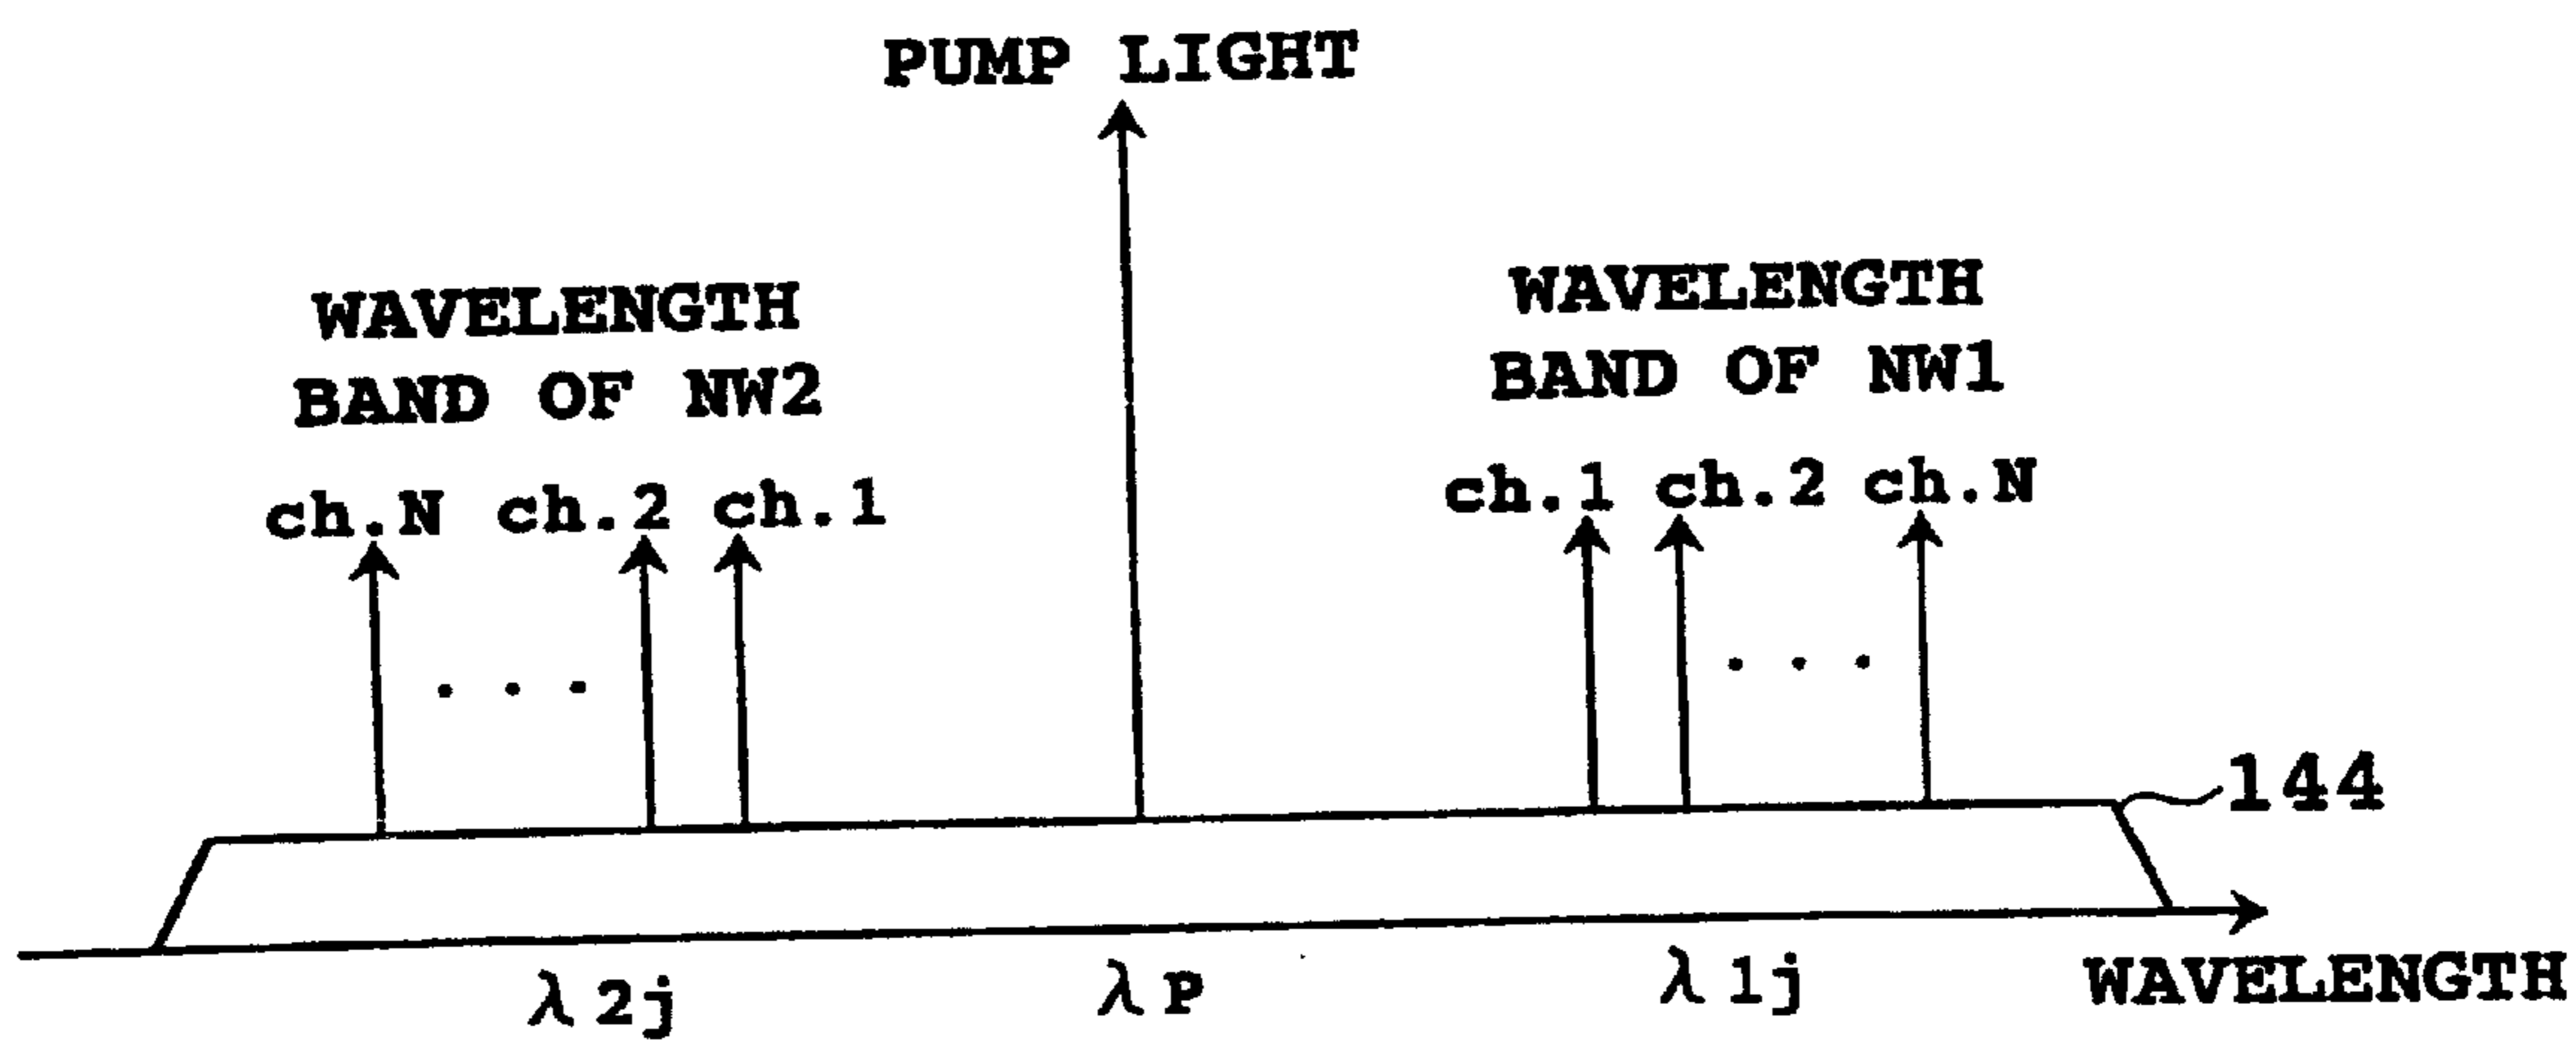 PUMP LIGHT
WAVELENGTH
BAND OF NW2
WAVELENGTH
BAND OF NW1
ch.N ch.2 ch.1
ch.1 ch.2 ch.N
. . .
. . .
144
λ2j
λP
λ1j
WAVELENGTH